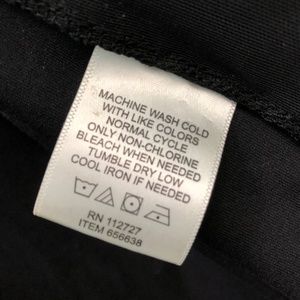 MACHINE WASH COLD
WITH LIKE COLORS
NORMAL CYCLE
ONLY NON-CHLORINE
BLEACH WHEN NEEDED
TUMBLE DRY LOW
COOL IRON IF NEEDED
RN 112727
ITEM 656638